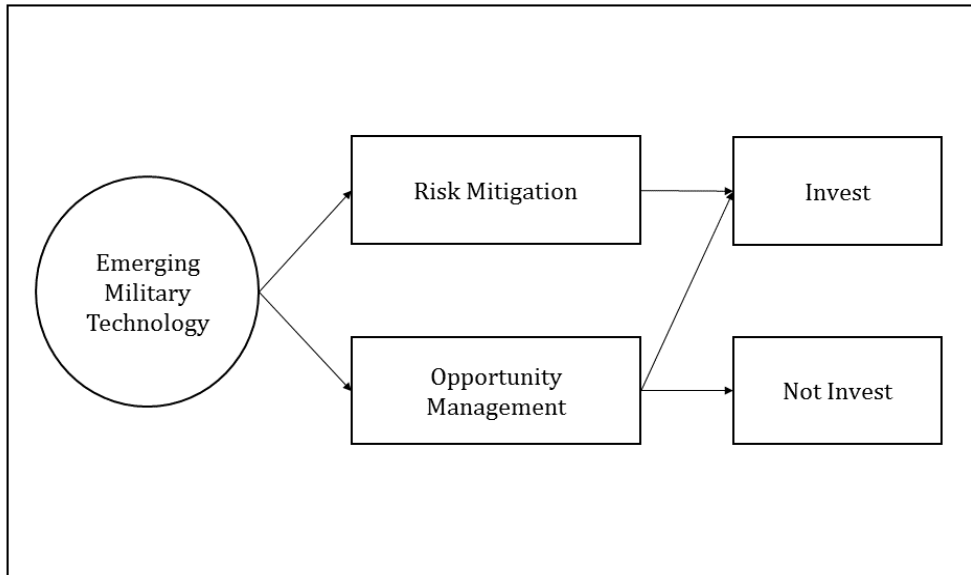 Emerging
Military
Technology
Risk Mitigation
Opportunity
Management
Invest
Not Invest